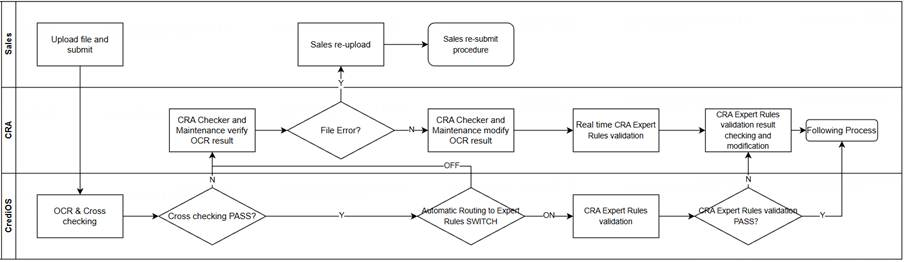 Sales
Upload file and
submit
Sales re-upload
Sales re-submit
procedure
Y
CRA
CRA Checker and
Maintenance verify
OCR result
File Error?
N
CRA Checker and
Maintenance modify
OCR result
Real time CRA Expert
Rules validation
CRA Expert Rules
validation result
checking and
modification
Following Process
OFF
N
N
CrediOS
OCR & Cross
checking
Cross checking PASS?
Y
Automatic Routing to Expert
Rules SWITCH
ON
CRA Expert Rules
validation
CRA Expert Rules validation
PASS?
Y